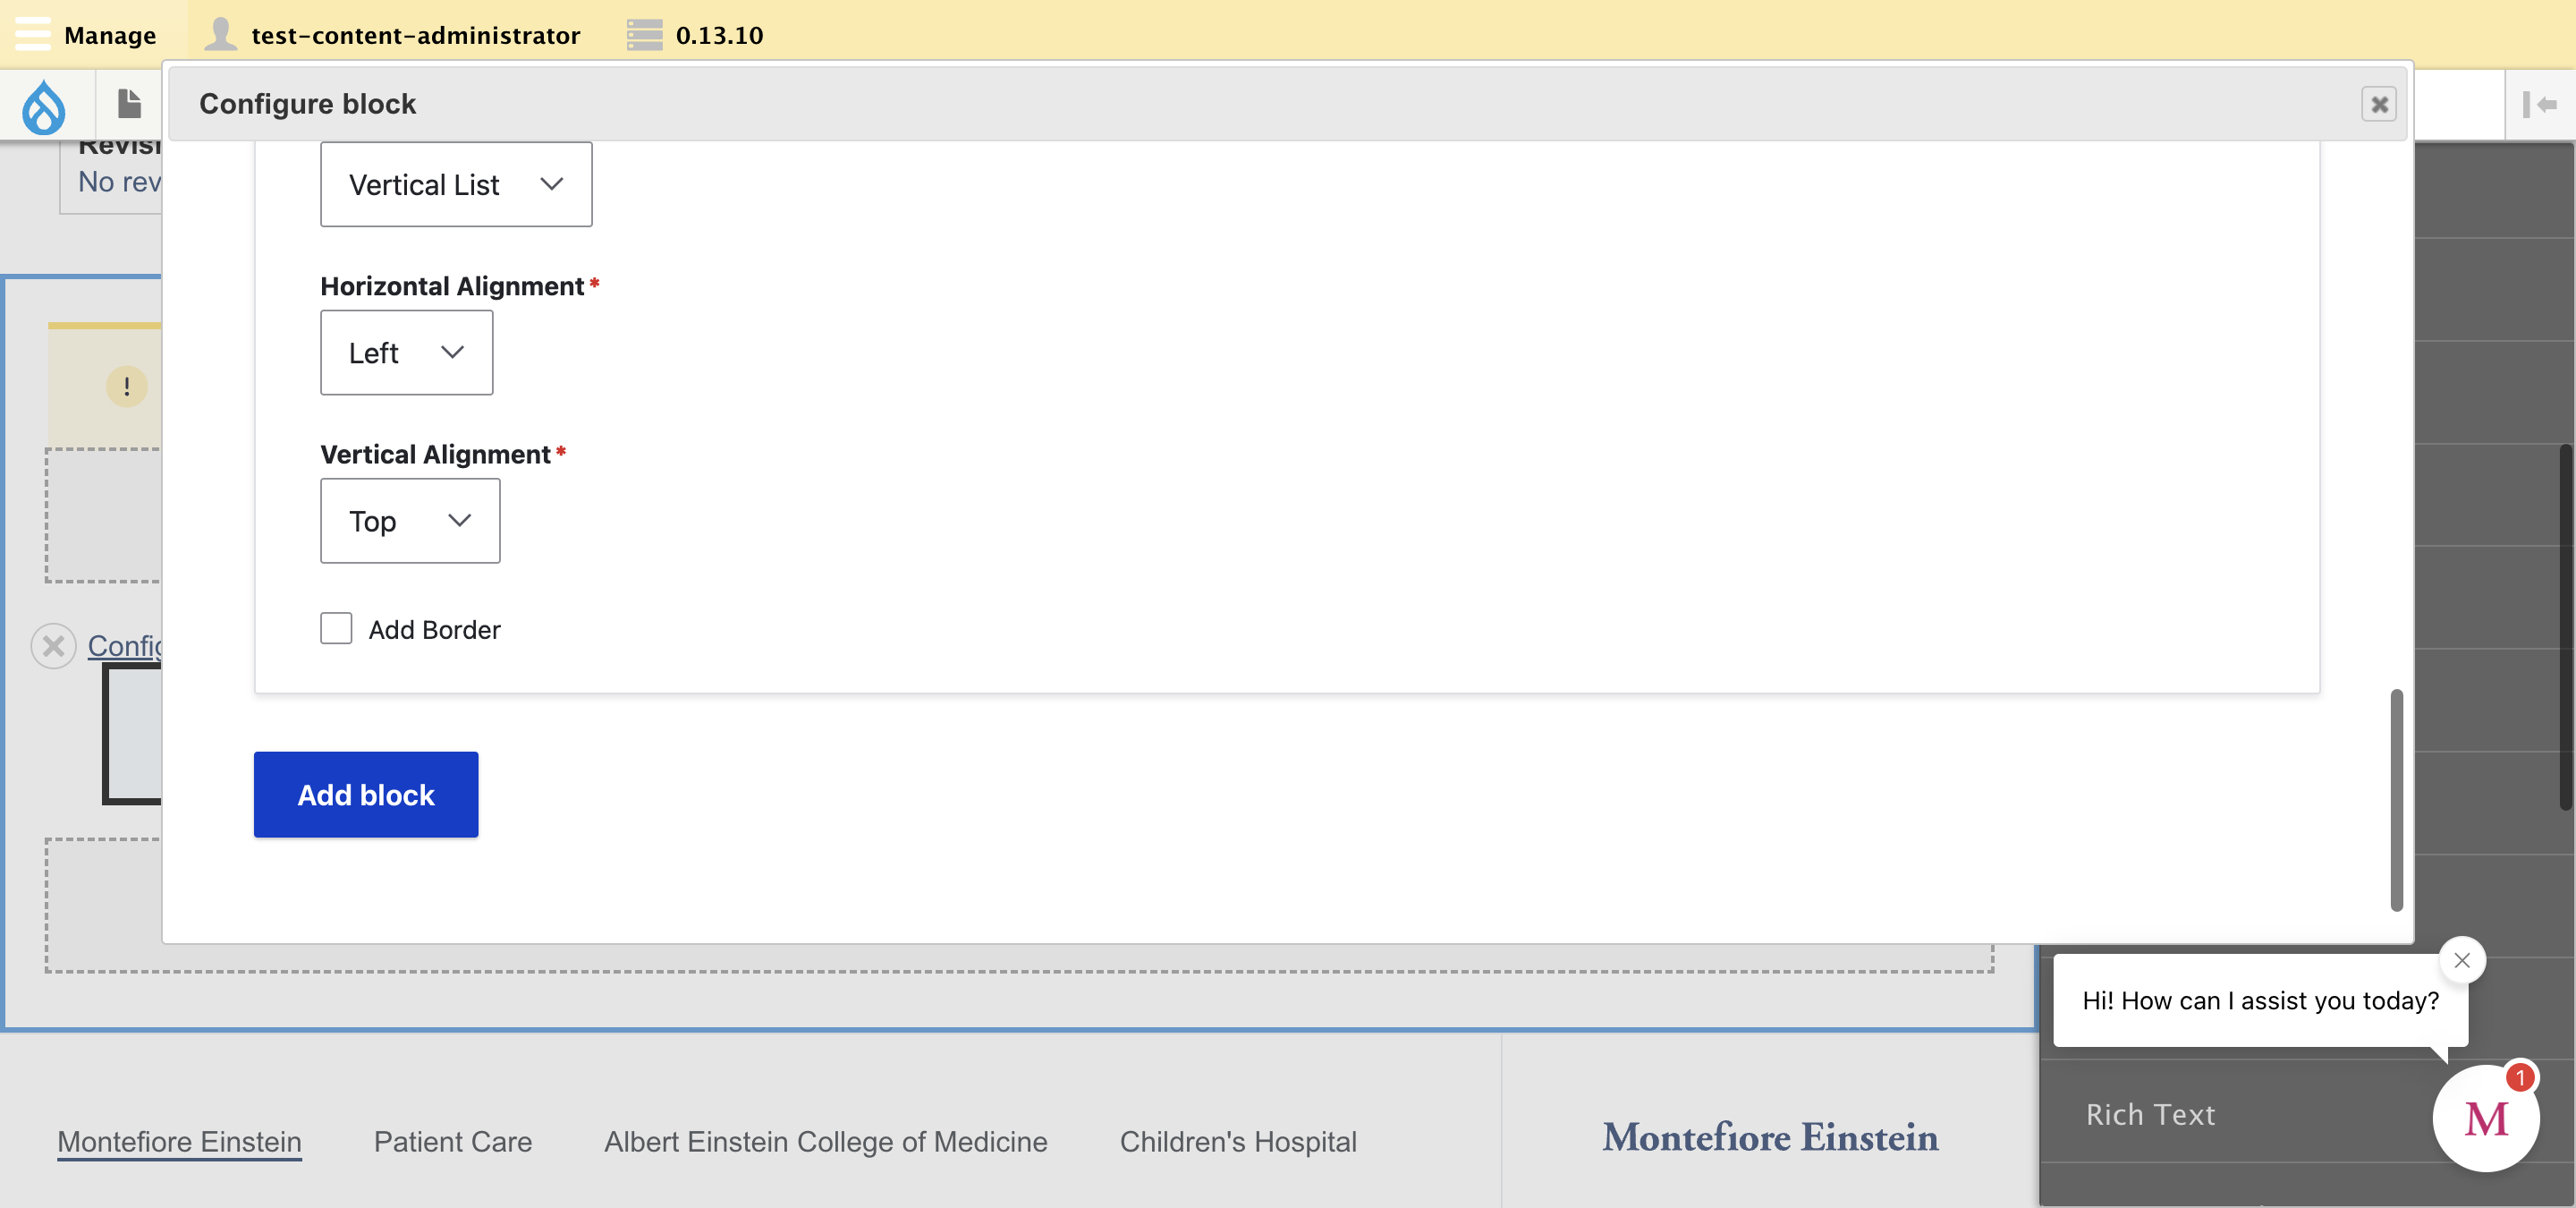 Manage
test-content-administrator
0.13.10
Configure block
No rev
Vertical List
Horizontal Alignment*
Left
Vertical Alignment*
Top
!
Add Border
Config
Add block
Hi! How can I assist you today?
1
M
Rich Text
Montefiore Einstein
Patient Care
Albert Einstein College of Medicine
Children's Hospital
Montefiore Einstein